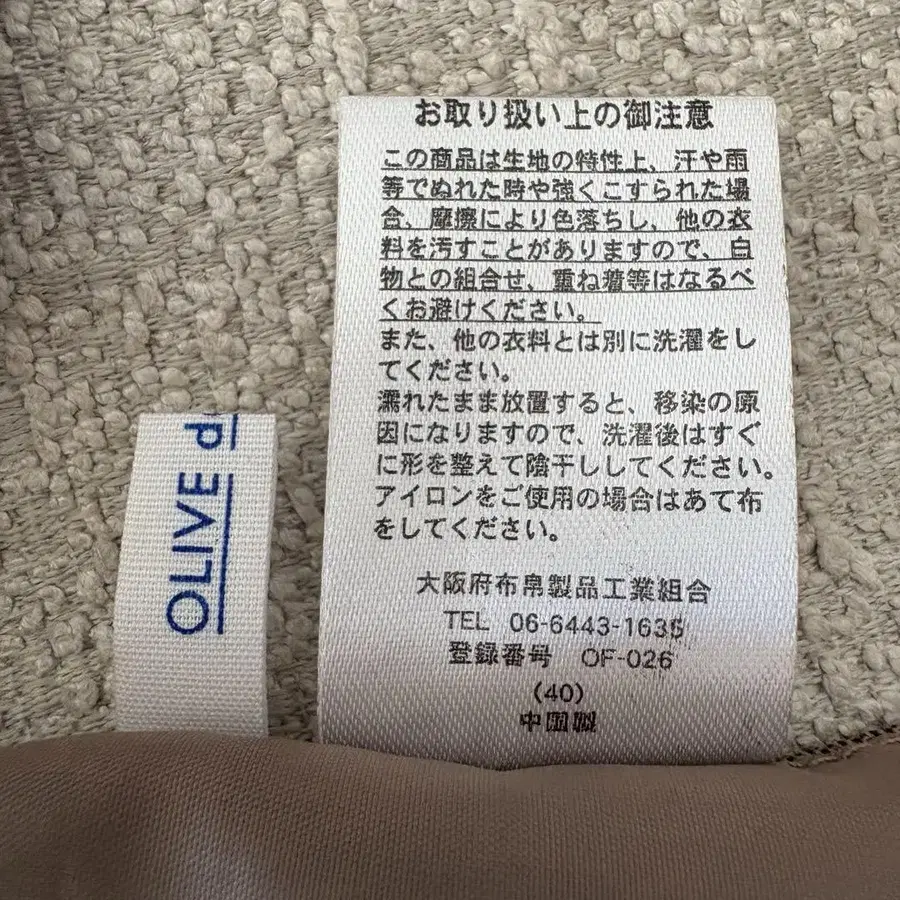 お取り扱い上の御注意
この商品は生地の特性上、汗や雨
等でぬれた時や強くこすられた場
合、摩擦により色落ちし、他の衣
料を汚すことがありますので、白
物との組合せ、重ね着等はなるべ
くお避けください。
また、他の衣料とは別に洗濯をし
てください。
濡れたまま放置すると、移染の原
因になりますので、洗濯後はすぐ
に形を整えて陰干ししてください。
アイロンをご使用の場合はあて布
をしてください。
大阪府布帛製品工業組合
TEL 06-6443-1635
登録番号 OF-026
(40)
中国製
OLIVE d